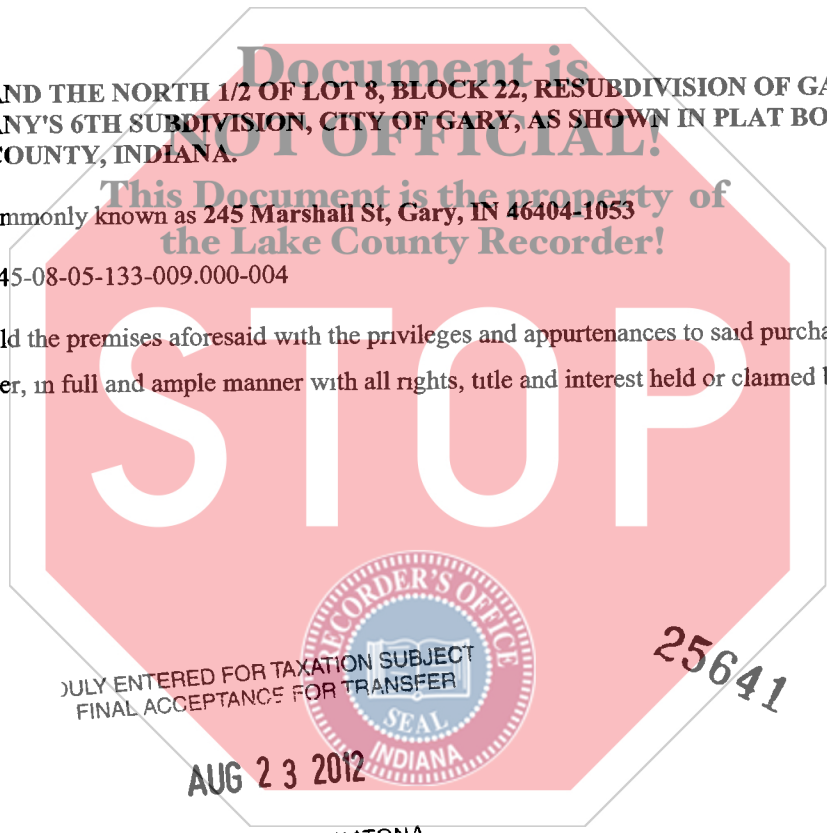 Document is
AND THE NORTH 1/2 OF LOT 8, BLOCK 22, RESUBDIVISION OF GA
ANY'S 6TH SUBDIVISION, CITY OF GARY, AS SHOWN IN PLAT BO
NOT OFFICIAL!
COUNTY, INDIANA.
This Document is the property of
mmonly known as 245 Marshall St, Gary, IN 46404-1053
the Lake County Recorder!
45-08-05-133-009.000-004
ld the premises aforesaid with the privileges and appurtenances to said purcha
er, in full and ample manner with all rights, title and interest held or claimed b
STOP
RECORDER'S OFFICE
SEAL
INDIANA
25641
DULY ENTERED FOR TAXATION SUBJECT
FINAL ACCEPTANCE FOR TRANSFER
AUG 23 2012